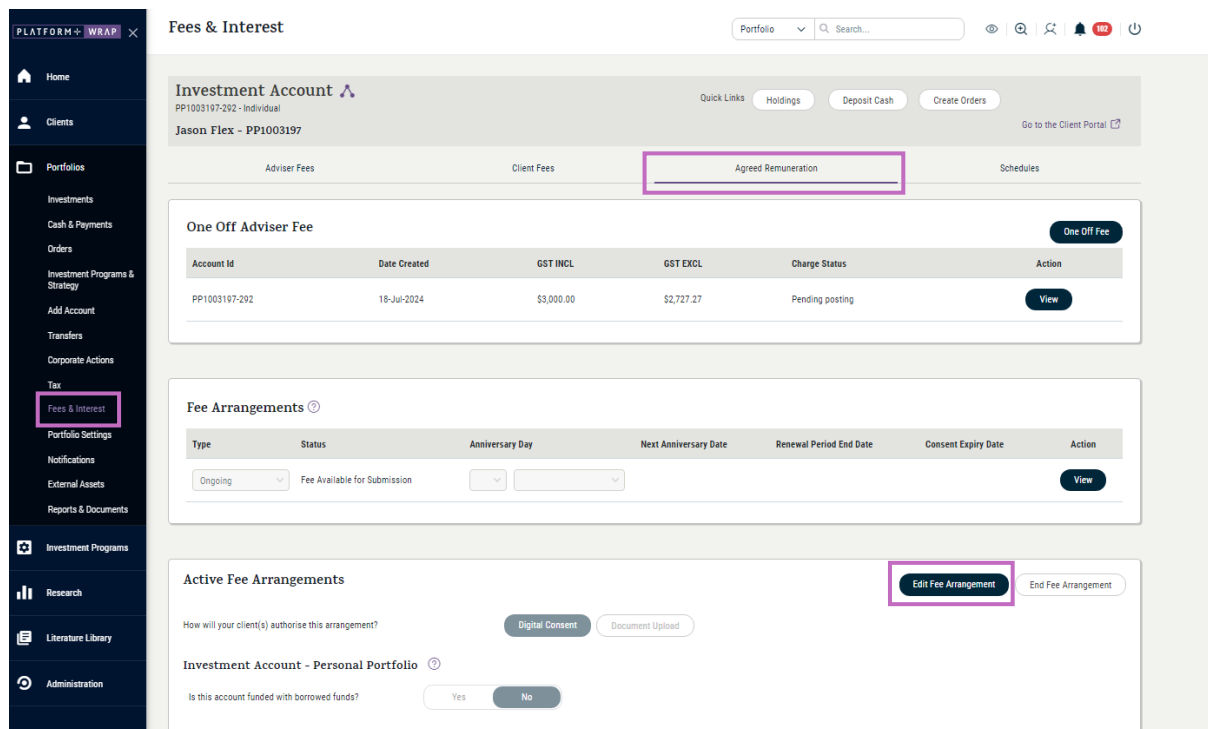 PLATFORM+ WRAP
Home
Clients
Portfolios
Investments
Cash & Payments
Orders
Investment Programs &
Strategy
Add Account
Transfers
Corporate Actions
Tax
Fees & Interest
Portfolio Settings
Notifications
External Assets
Reports & Documents
Investment Programs
Research
Literature Library
Administration
Fees & Interest
Portfolio
Search...
102
Investment Account
PP1003197-292 - Individual
Jason Flex - PP1003197
Quick Links Holdings Deposit Cash Create Orders
Go to the Client Portal
Adviser Fees Client Fees Agreed Remuneration Schedules
One Off Adviser Fee
One Off Fee
Account Id Date Created GST INCL GST EXCL Charge Status Action
PP1003197-292 18-Jul-2024 $3,000.00 $2,727.27 Pending posting View
Fee Arrangements ?
Type Status Anniversary Day Next Anniversary Date Renewal Period End Date Consent Expiry Date Action
Ongoing Fee Available for Submission View
Active Fee Arrangements
Edit Fee Arrangement End Fee Arrangement
How will your client(s) authorise this arrangement? Digital Consent Document Upload
Investment Account - Personal Portfolio ?
Is this account funded with borrowed funds? Yes No